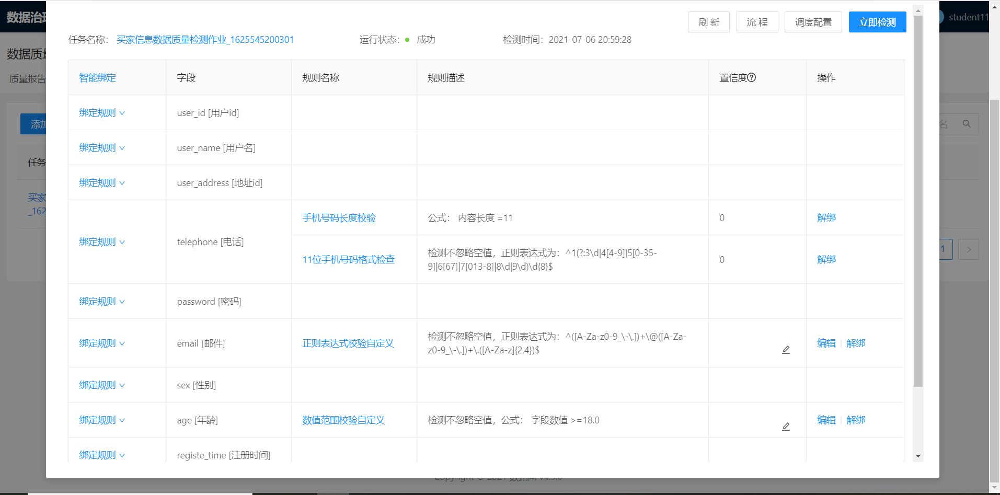 数据治理
student11
刷 新
流 程
调度配置
立即检测
任务名称： 买家信息数据质量检测作业_1625545200301
运行状态： 成功
检测时间：2021-07-06 20:59:28
数据质量
质量报告
智能绑定 字段 规则名称 规则描述 置信度? 操作
绑定规则 user_id [用户id]
添加
名
绑定规则 user_name [用户名]
任务
绑定规则 user_address [地址id]
买家
_162
绑定规则 telephone [电话]
手机号码长度校验 公式： 内容长度 =11 0 解绑
11位手机号码格式检查 检测不忽略空值，正则表达式为：^1(?:3\d|4[4-9]|5[0-35-
9]|6[67]|7[013-8]|8\d|9\d)\d{8}$ 0 解绑
1
绑定规则 password [密码]
绑定规则 email [邮件] 正则表达式校验自定义 检测不忽略空值，正则表达式为：^([A-Za-z0-9_\-\.])+\@([A-Za-
z0-9_\-\.])+\.([A-Za-z]{2,4})$ 编辑 解绑
绑定规则 sex [性别]
绑定规则 age [年龄] 数值范围校验自定义 检测不忽略空值，公式： 字段数值 >=18.0 编辑 解绑
绑定规则 registe_time [注册时间]
Copyright © 2021 数据湖 v4.5.0